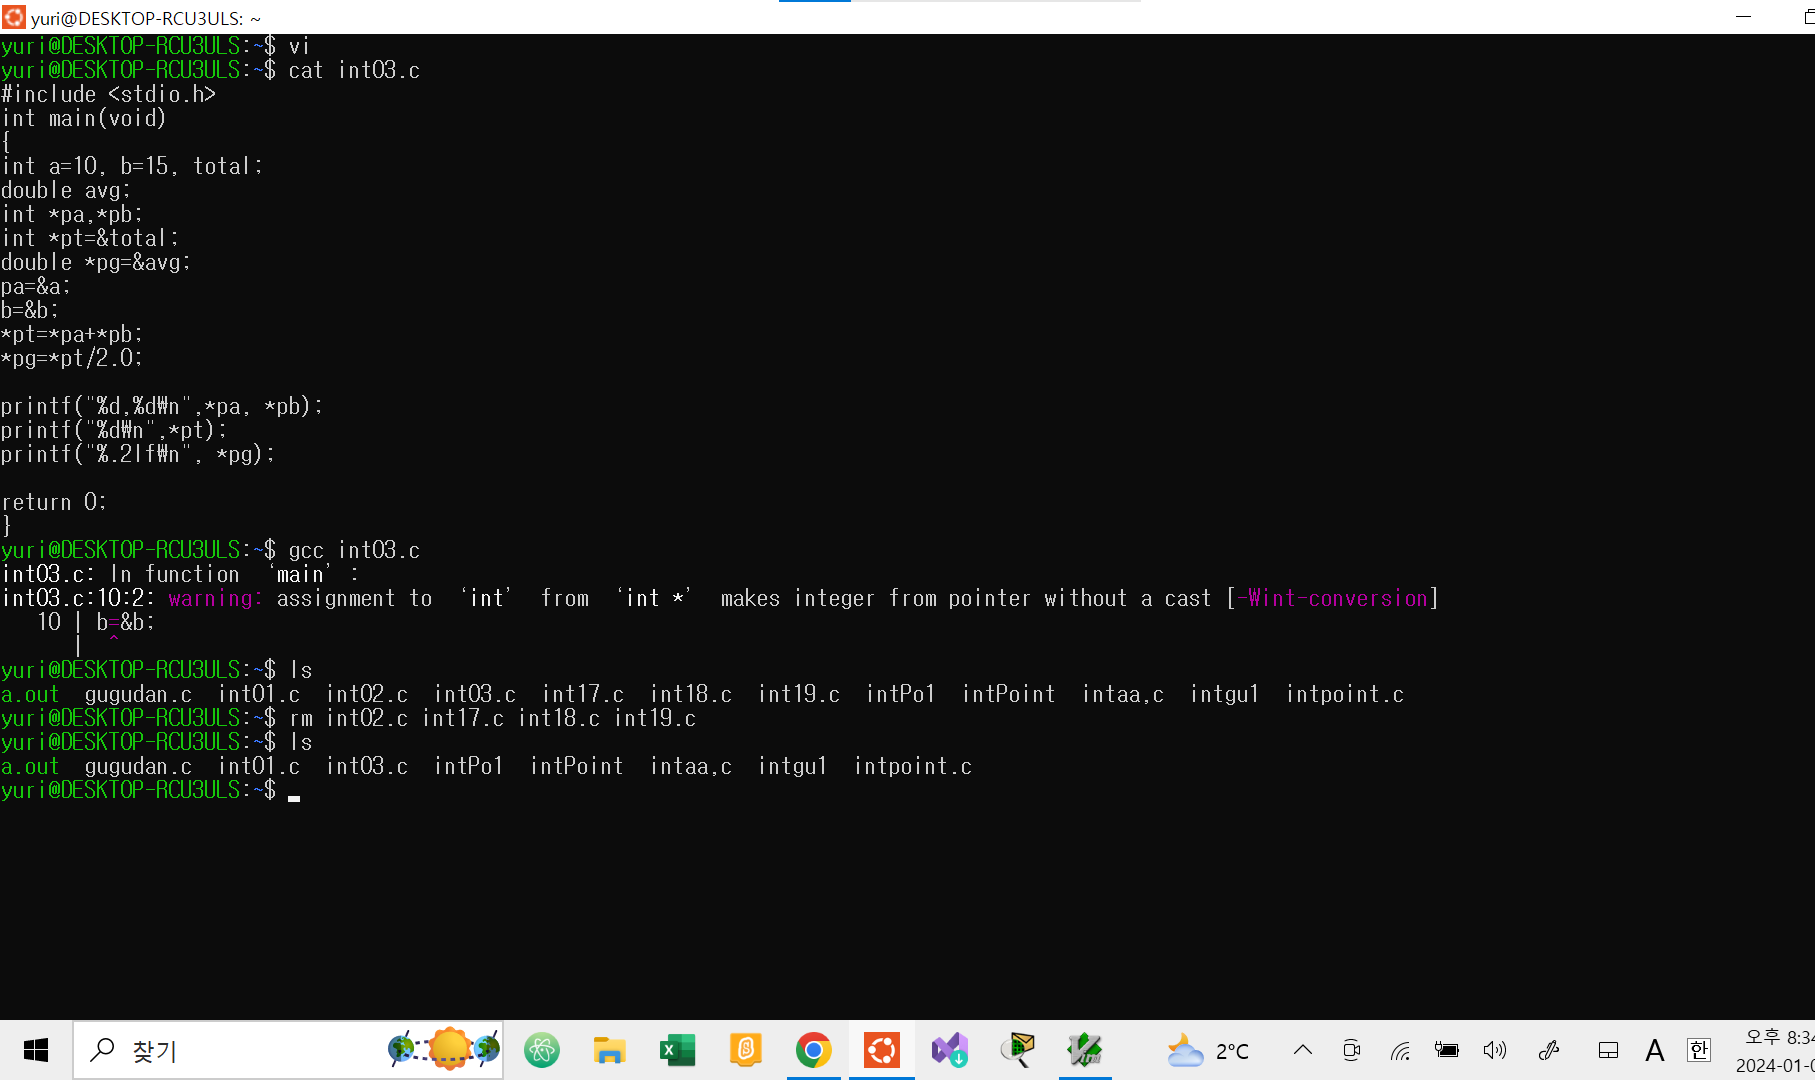 yuri@DESKTOP-RCU3ULS: ~
yuri@DESKTOP-RCU3ULS:~$ vi
yuri@DESKTOP-RCU3ULS:~$ cat int03.c
#include <stdio.h>
int main(void)
{
int a=10, b=15, total;
double avg;
int *pa,*pb;
int *pt=&total;
double *pg=&avg;
pa=&a;
b=&b;
*pt=*pa+*pb;
*pg=*pt/2.0;
printf("%d,%d₩n",*pa, *pb);
printf("%d₩n",*pt);
printf("%.2lf₩n", *pg);
return 0;
}
yuri@DESKTOP-RCU3ULS:~$ gcc int03.c
int03.c: In function ‘main’:
int03.c:10:2: warning: assignment to ‘int’ from ‘int *’ makes integer from pointer without a cast [-Wint-conversion]
   10 | b=&b;
      |  ^
yuri@DESKTOP-RCU3ULS:~$ ls
a.out  gugudan.c  int01.c  int02.c  int03.c  int17.c  int18.c  int19.c  intPo1  intPoint  intaa,c  intgu1  intpoint.c
yuri@DESKTOP-RCU3ULS:~$ rm int02.c int17.c int18.c int19.c
yuri@DESKTOP-RCU3ULS:~$ ls
a.out  gugudan.c  int01.c  int03.c  intPo1  intPoint  intaa,c  intgu1  intpoint.c
yuri@DESKTOP-RCU3ULS:~$
찾기
2°C
A
한
오후 8:34
2024-01-0